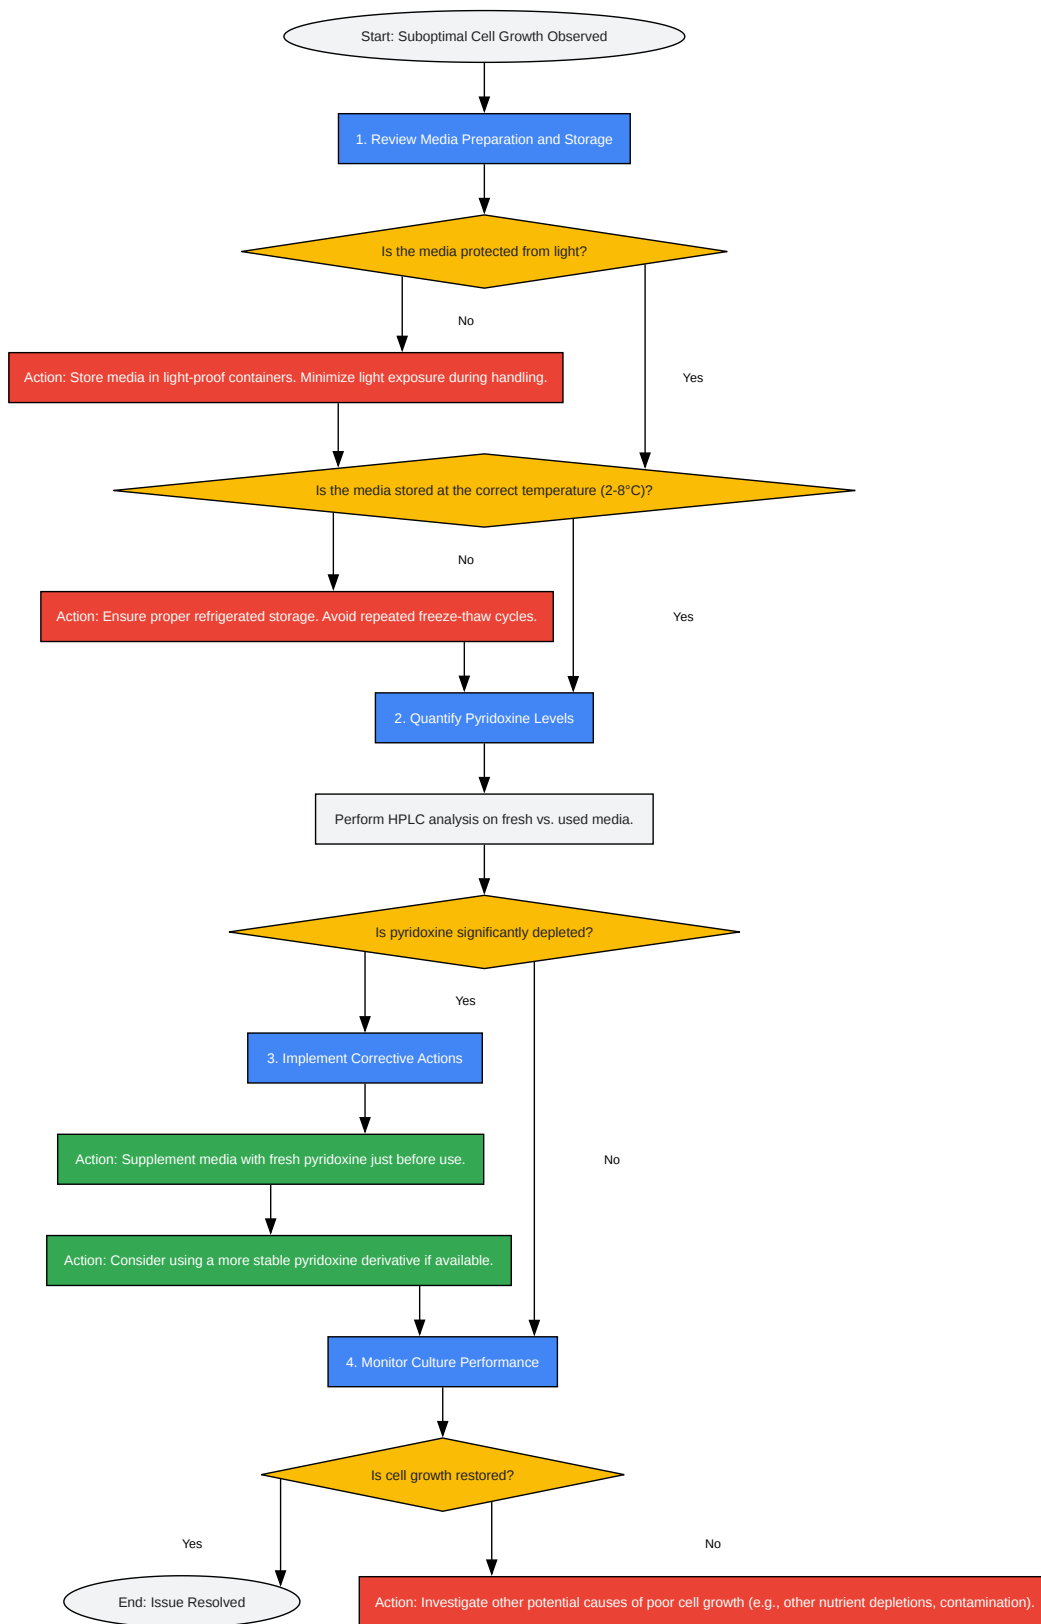 Start: Suboptimal Cell Growth Observed
1. Review Media Preparation and Storage
Is the media protected from light?
No
Action: Store media in light-proof containers. Minimize light exposure during handling.
Yes
Is the media stored at the correct temperature (2-8°C)?
No
Action: Ensure proper refrigerated storage. Avoid repeated freeze-thaw cycles.
Yes
2. Quantify Pyridoxine Levels
Perform HPLC analysis on fresh vs. used media.
Is pyridoxine significantly depleted?
Yes
3. Implement Corrective Actions
Action: Supplement media with fresh pyridoxine just before use.
No
Action: Consider using a more stable pyridoxine derivative if available.
4. Monitor Culture Performance
Is cell growth restored?
Yes
No
End: Issue Resolved
Action: Investigate other potential causes of poor cell growth (e.g., other nutrient depletions, contamination).